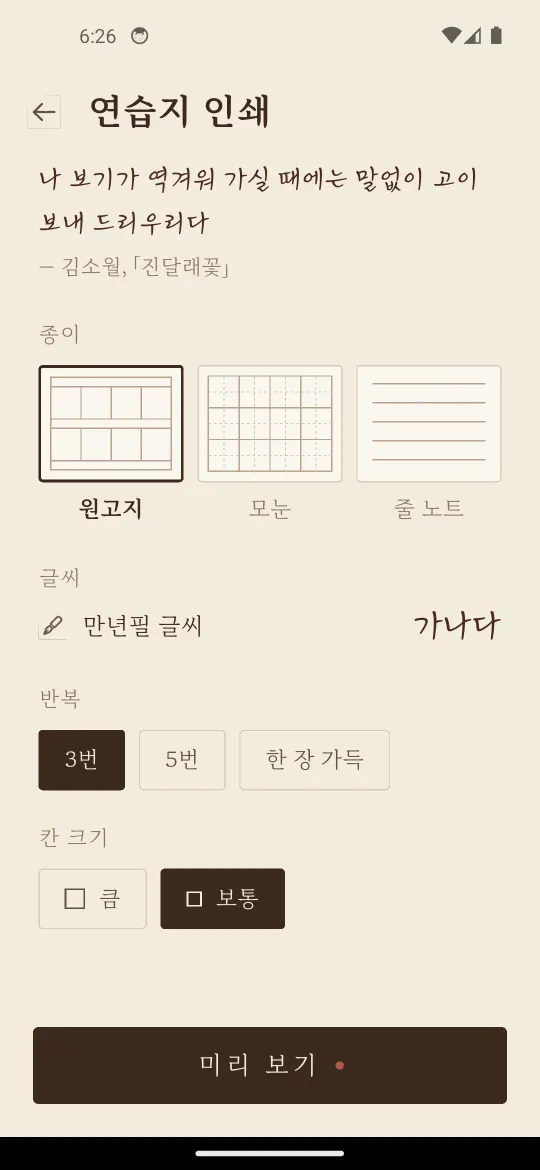 6:26
연습지 인쇄
나 보기가 역겨워 가실 때에는 말없이 고이
보내 드리우리다
— 김소월, 「진달래꽃」
종이
원고지 모눈 줄 노트
글씨
만년필 글씨 가나다
반복
3번 5번 한 장 가득
칸 크기
큼 보통
미리 보기